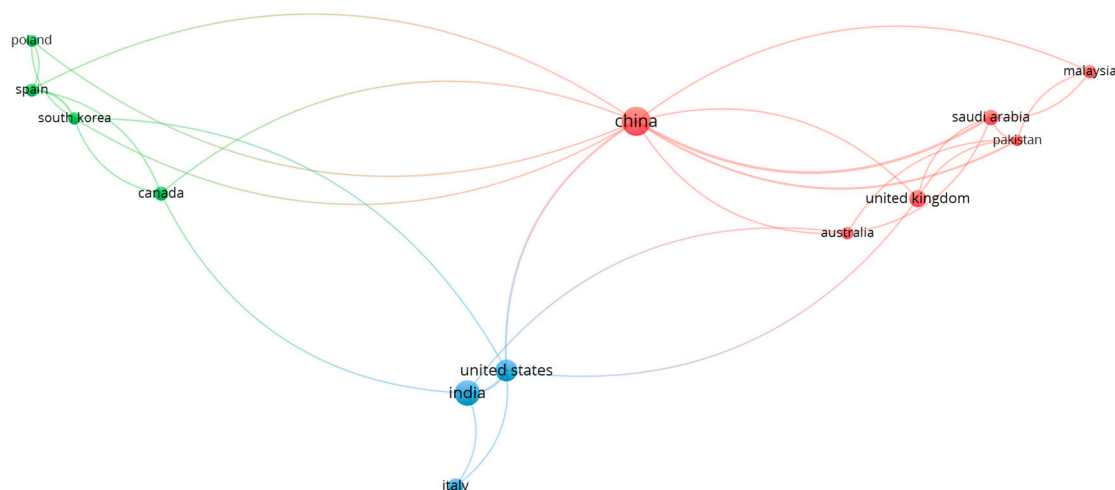 poland
spain
south korea
canada
china
malaysia
saudi arabia
pakistan
united kingdom
australia
united states
india
italy